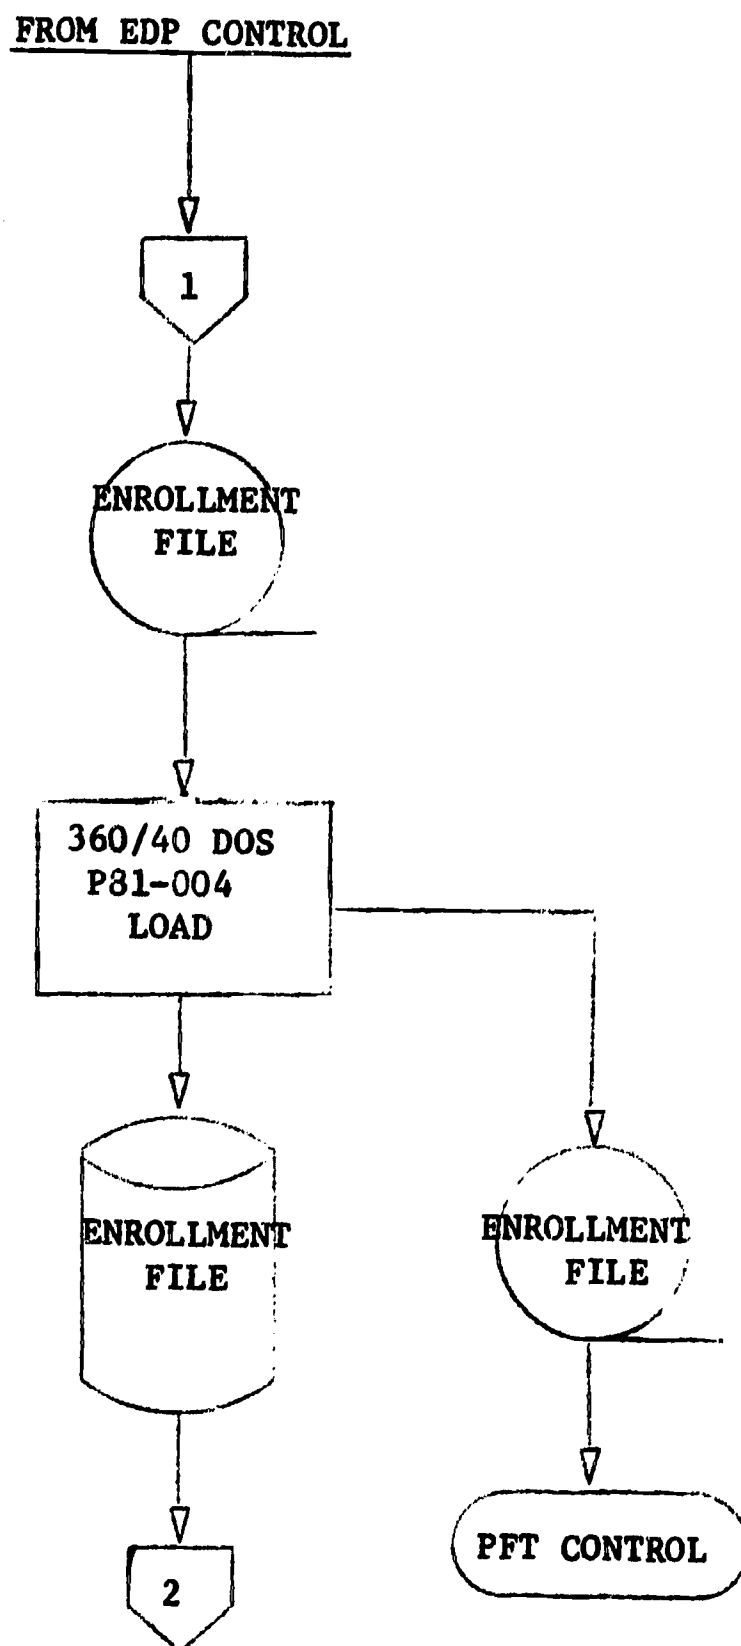 FROM EDP CONTROL
1
ENROLLMENT
FILE
360/40 DOS
P81-004
LOAD
ENROLLMENT
FILE
ENROLLMENT
FILE
PFT CONTROL
2